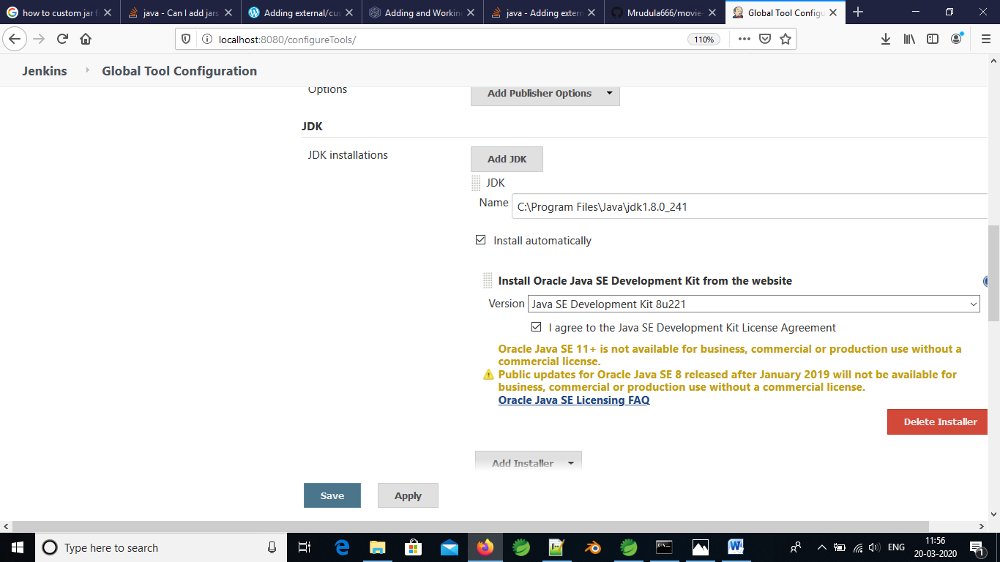 how to custom jar f
java - Can I add jars
Adding external/cus
Adding and Workin
java - Adding extern
Mrudula666/movie-
Global Tool Configu
localhost:8080/configureTools/
110%
Jenkins
Global Tool Configuration
Options
Add Publisher Options
JDK
JDK installations
Add JDK
JDK
Name
C:\Program Files\Java\jdk1.8.0_241
Install automatically
Install Oracle Java SE Development Kit from the website
Version
Java SE Development Kit 8u221
I agree to the Java SE Development Kit License Agreement
Oracle Java SE 11+ is not available for business, commercial or production use without a
commercial license.
Public updates for Oracle Java SE 8 released after January 2019 will not be available for
business, commercial or production use without a commercial license.
Oracle Java SE Licensing FAQ
Delete Installer
Add Installer
Save
Apply
Type here to search
ENG
11:56
20-03-2020
1